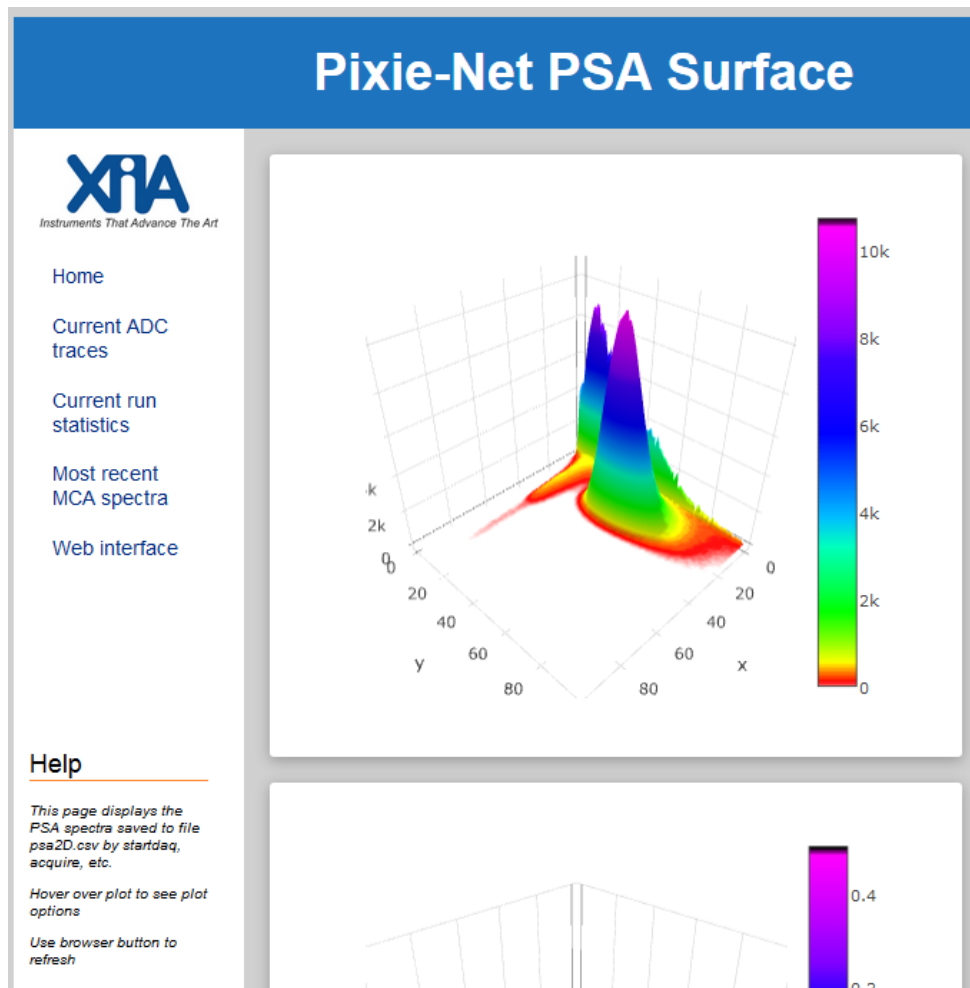 Pixie-Net PSA Surface
XiA
Instruments That Advance The Art
Home
Current ADC
traces
Current run
statistics
Most recent
MCA spectra
Web interface
Help
This page displays the
PSA spectra saved to file
psa2D.csv by startdaq,
acquire, etc.
Hover over plot to see plot
options
Use browser button to
refresh
10k
8k
6k
4k
2k
0
k
2k
0
0
20
40
60
80
y
0
20
40
60
80
x
0.4